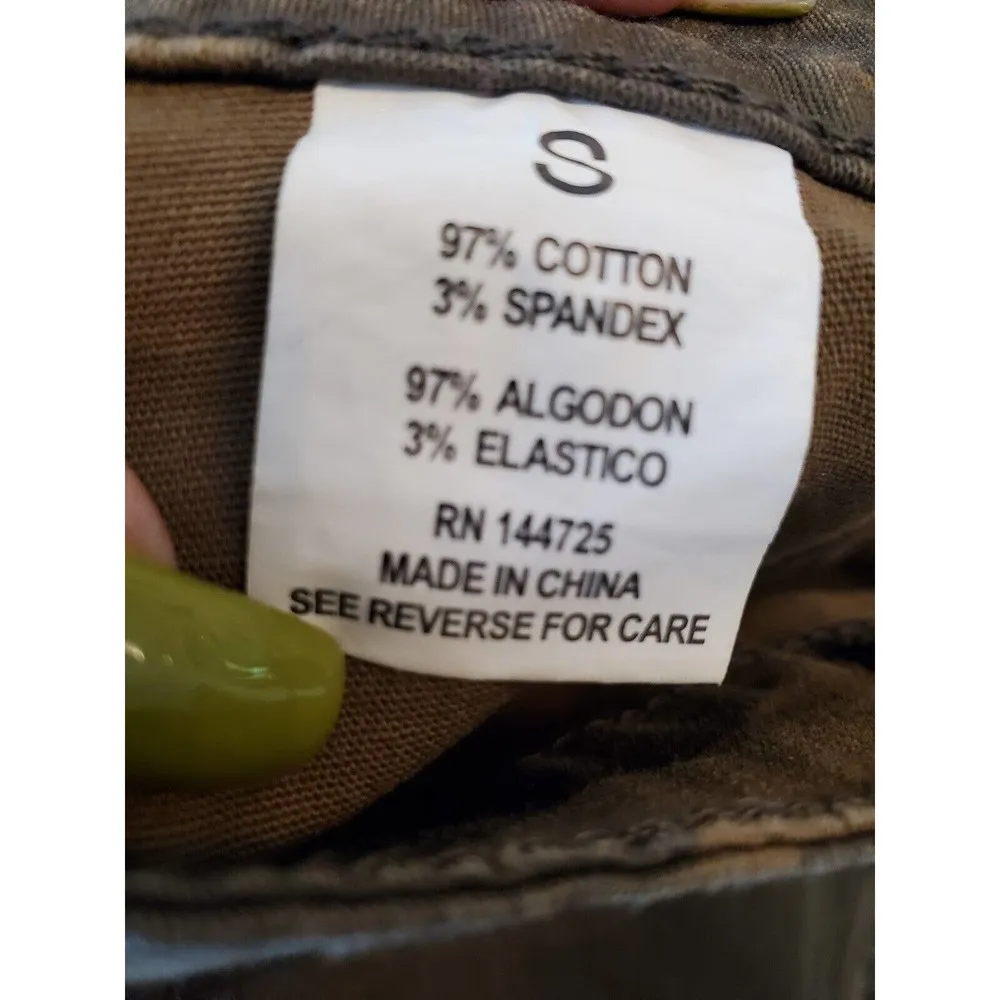 S
97% COTTON
3% SPANDEX
97% ALGODON
3% ELASTICO
RN 144725
MADE IN CHINA
SEE REVERSE FOR CARE